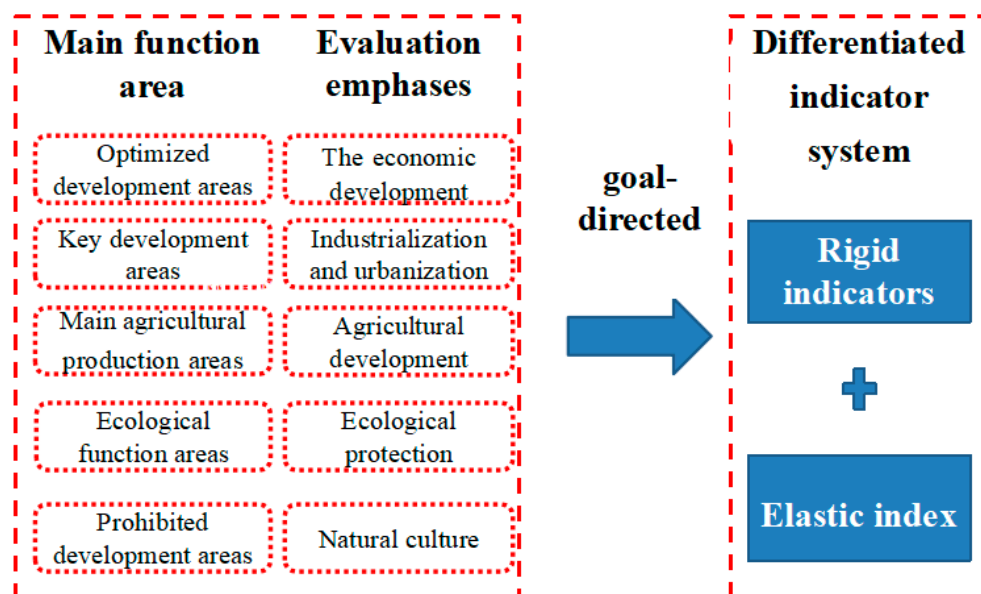 Main function
area
Evaluation
emphases
Optimized
development areas
The economic
development
Key development
areas
Industrialization
and urbanization
Main agricultural
production areas
Agricultural
development
Ecological
function areas
Ecological
protection
Prohibited
development areas
Natural culture
goal-
directed
Differentiated
indicator
system
Rigid
indicators
Elastic index